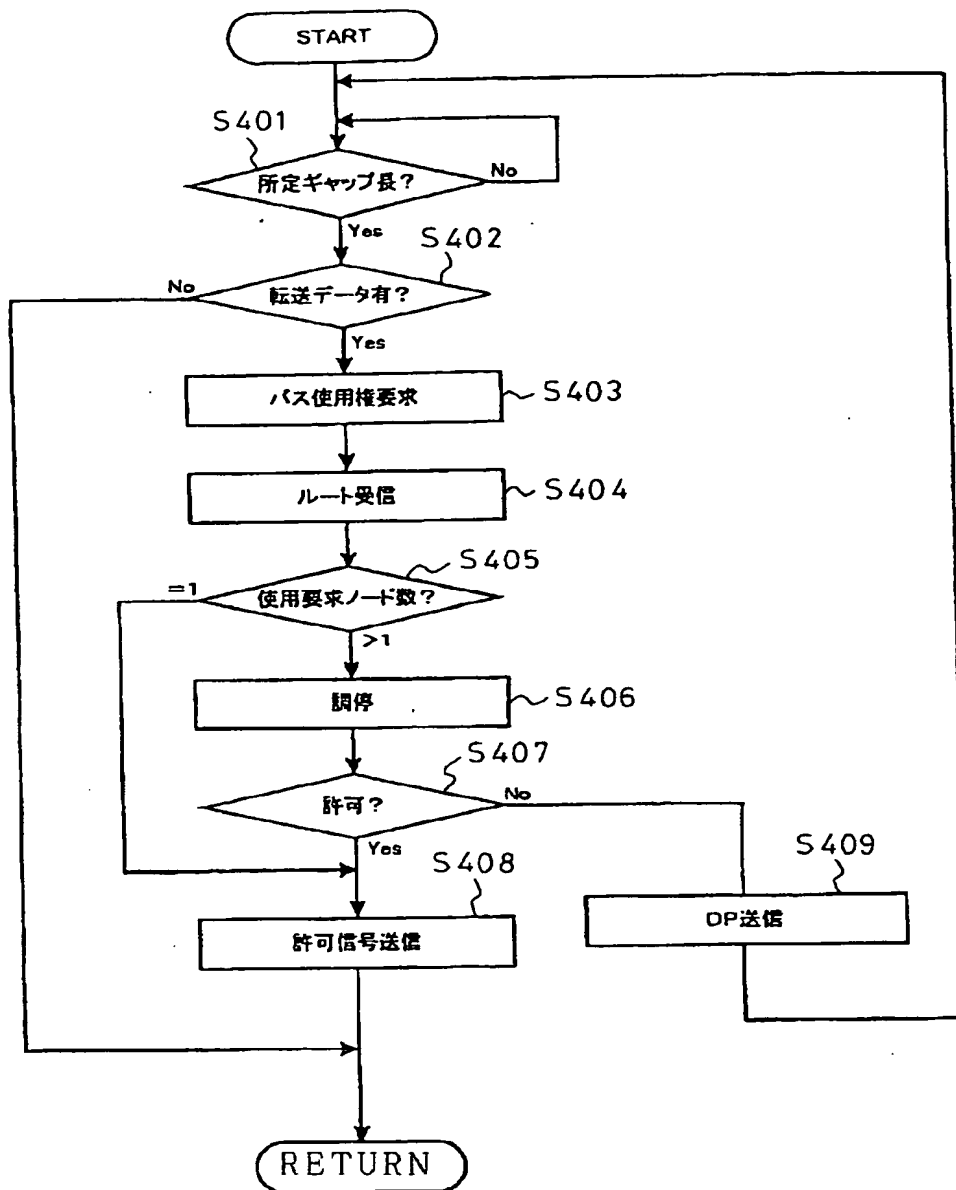 START
S401
所定ギャップ長?
No
Yes
S402
転送データ有?
No
Yes
バス使用権要求
S403
ルート受信
S404
S405
使用要求ノード数?
=1
>1
調停
S406
S407
許可?
No
Yes
S408
許可信号送信
S409
DP送信
RETURN